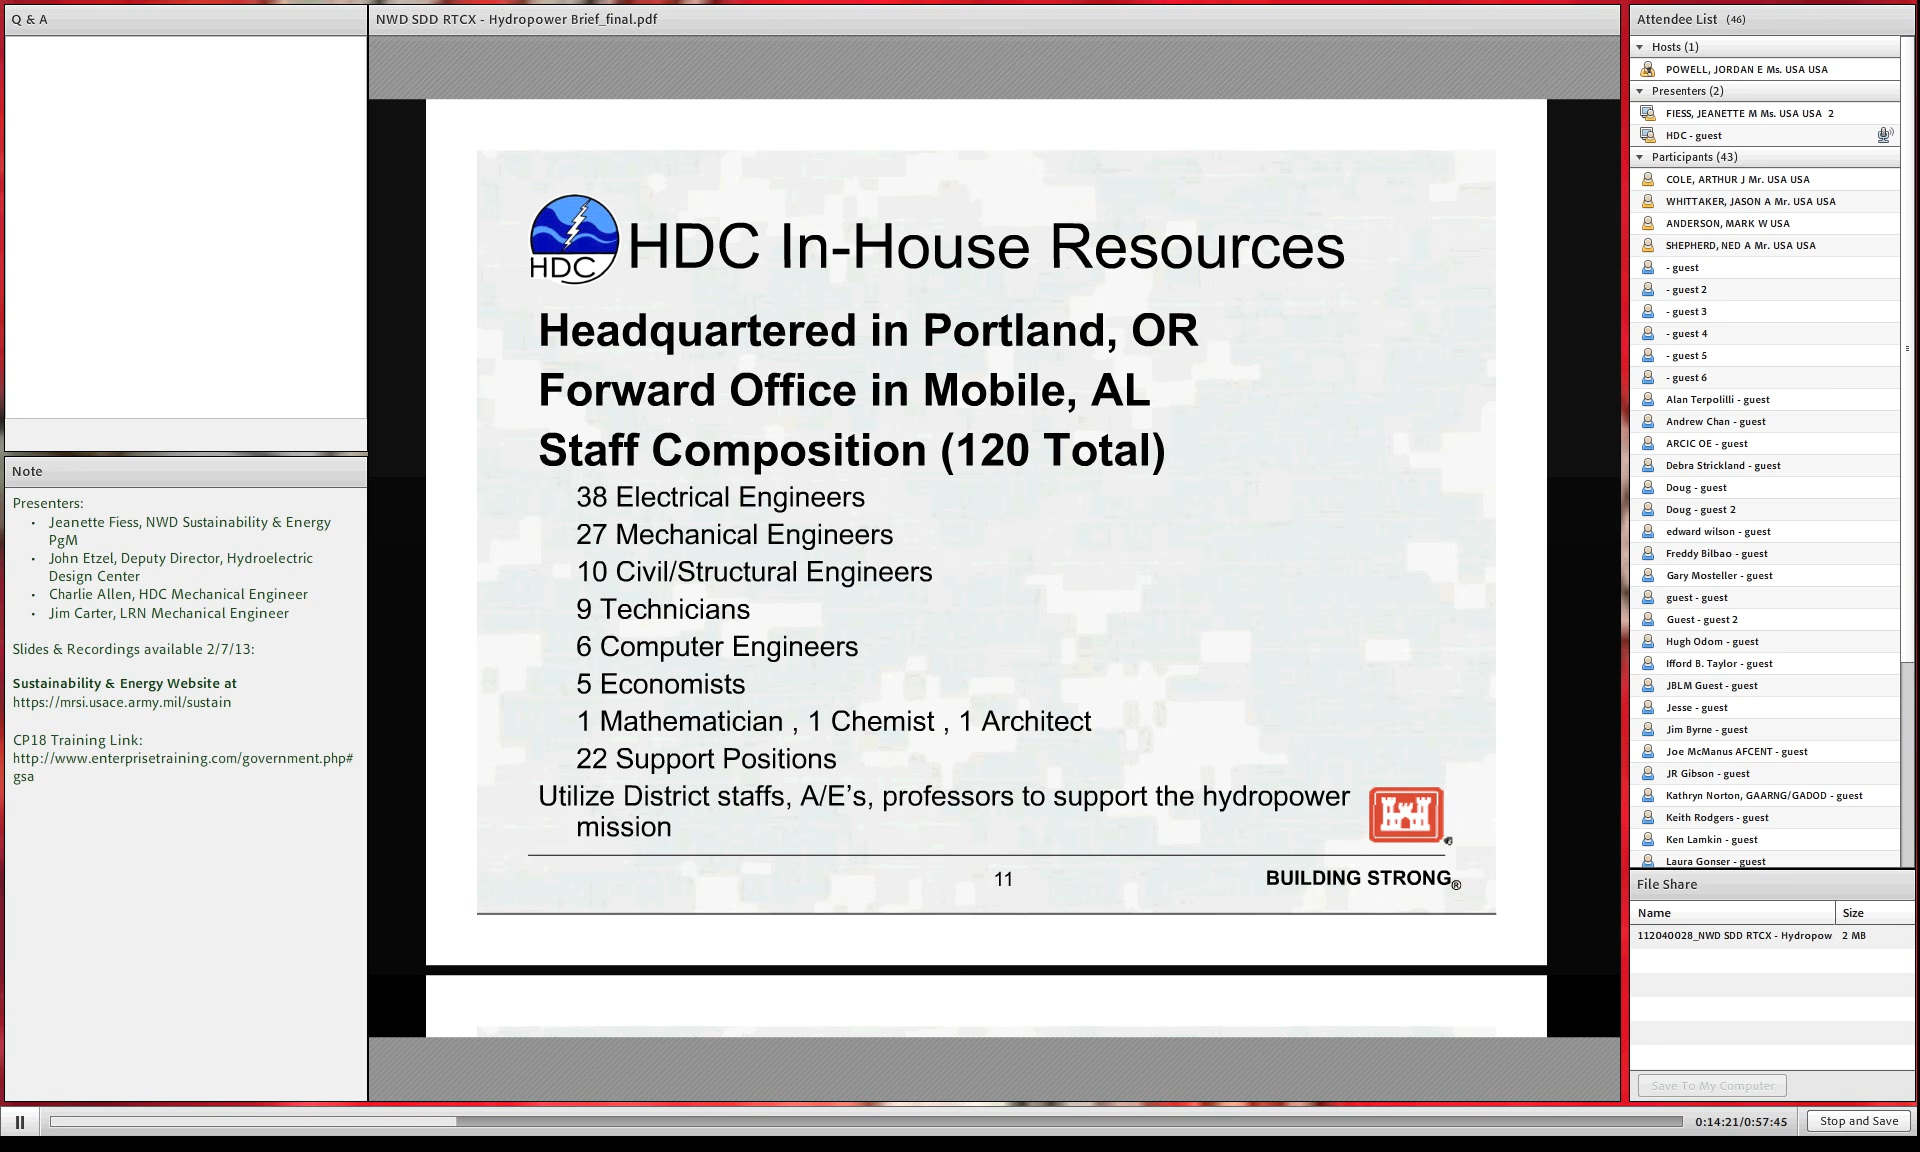 Q & A
NWD SDD RTCX - Hydropower Brief_final.pdf
HDC
HDC In-House Resources
Headquartered in Portland, OR
Forward Office in Mobile, AL
Staff Composition (120 Total)
38 Electrical Engineers
27 Mechanical Engineers
10 Civil/Structural Engineers
9 Technicians
6 Computer Engineers
5 Economists
1 Mathematician , 1 Chemist , 1 Architect
22 Support Positions
Utilize District staffs, A/E’s, professors to support the hydropower
mission
11
BUILDING STRONG®
Note
Presenters:
• Jeanette Fiess, NWD Sustainability & Energy
PgM
• John Etzel, Deputy Director, Hydroelectric
Design Center
• Charlie Allen, HDC Mechanical Engineer
• Jim Carter, LRN Mechanical Engineer
Slides & Recordings available 2/7/13:
Sustainability & Energy Website at
https://mrsi.usace.army.mil/sustain
CP18 Training Link:
http://www.enterprisetraining.com/government.php#
gsa
Attendee List (46)
Hosts (1)
POWELL, JORDAN E Ms. USA USA
Presenters (2)
FIESS, JEANETTE M Ms. USA USA 2
HDC - guest
Participants (43)
COLE, ARTHUR J Mr. USA USA
WHITTAKER, JASON A Mr. USA USA
ANDERSON, MARK W USA
SHEPHERD, NED A Mr. USA USA
- guest
- guest 2
- guest 3
- guest 4
- guest 5
- guest 6
Alan Terpolilli - guest
Andrew Chan - guest
ARCIC OE - guest
Debra Strickland - guest
Doug - guest
Doug - guest 2
edward wilson - guest
Freddy Bilbao - guest
Gary Mosteller - guest
guest - guest
Guest - guest 2
Hugh Odom - guest
Ifford B. Taylor - guest
JBLM Guest - guest
Jesse - guest
Jim Byrne - guest
Joe McManus AFCENT - guest
JR Gibson - guest
Kathryn Norton, GAARNG/GADOD - guest
Keith Rodgers - guest
Ken Lamkin - guest
Laura Gonser - guest
File Share
Name Size
112040028_NWD SDD RTCX - Hydropow 2 MB
Save To My Computer
0:14:21/0:57:45
Stop and Save